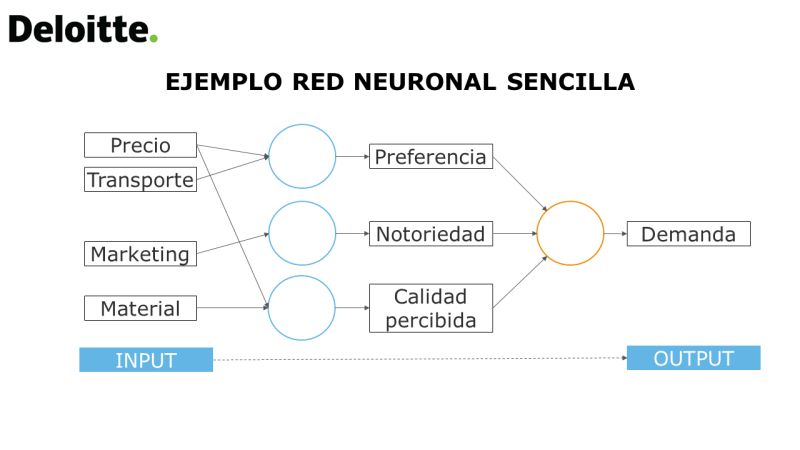 Deloitte.
EJEMPLO RED NEURONAL SENCILLA
Precio
Transporte
Marketing
Material
Preferencia
Notoriedad
Calidad
percibida
Demanda
INPUT
OUTPUT